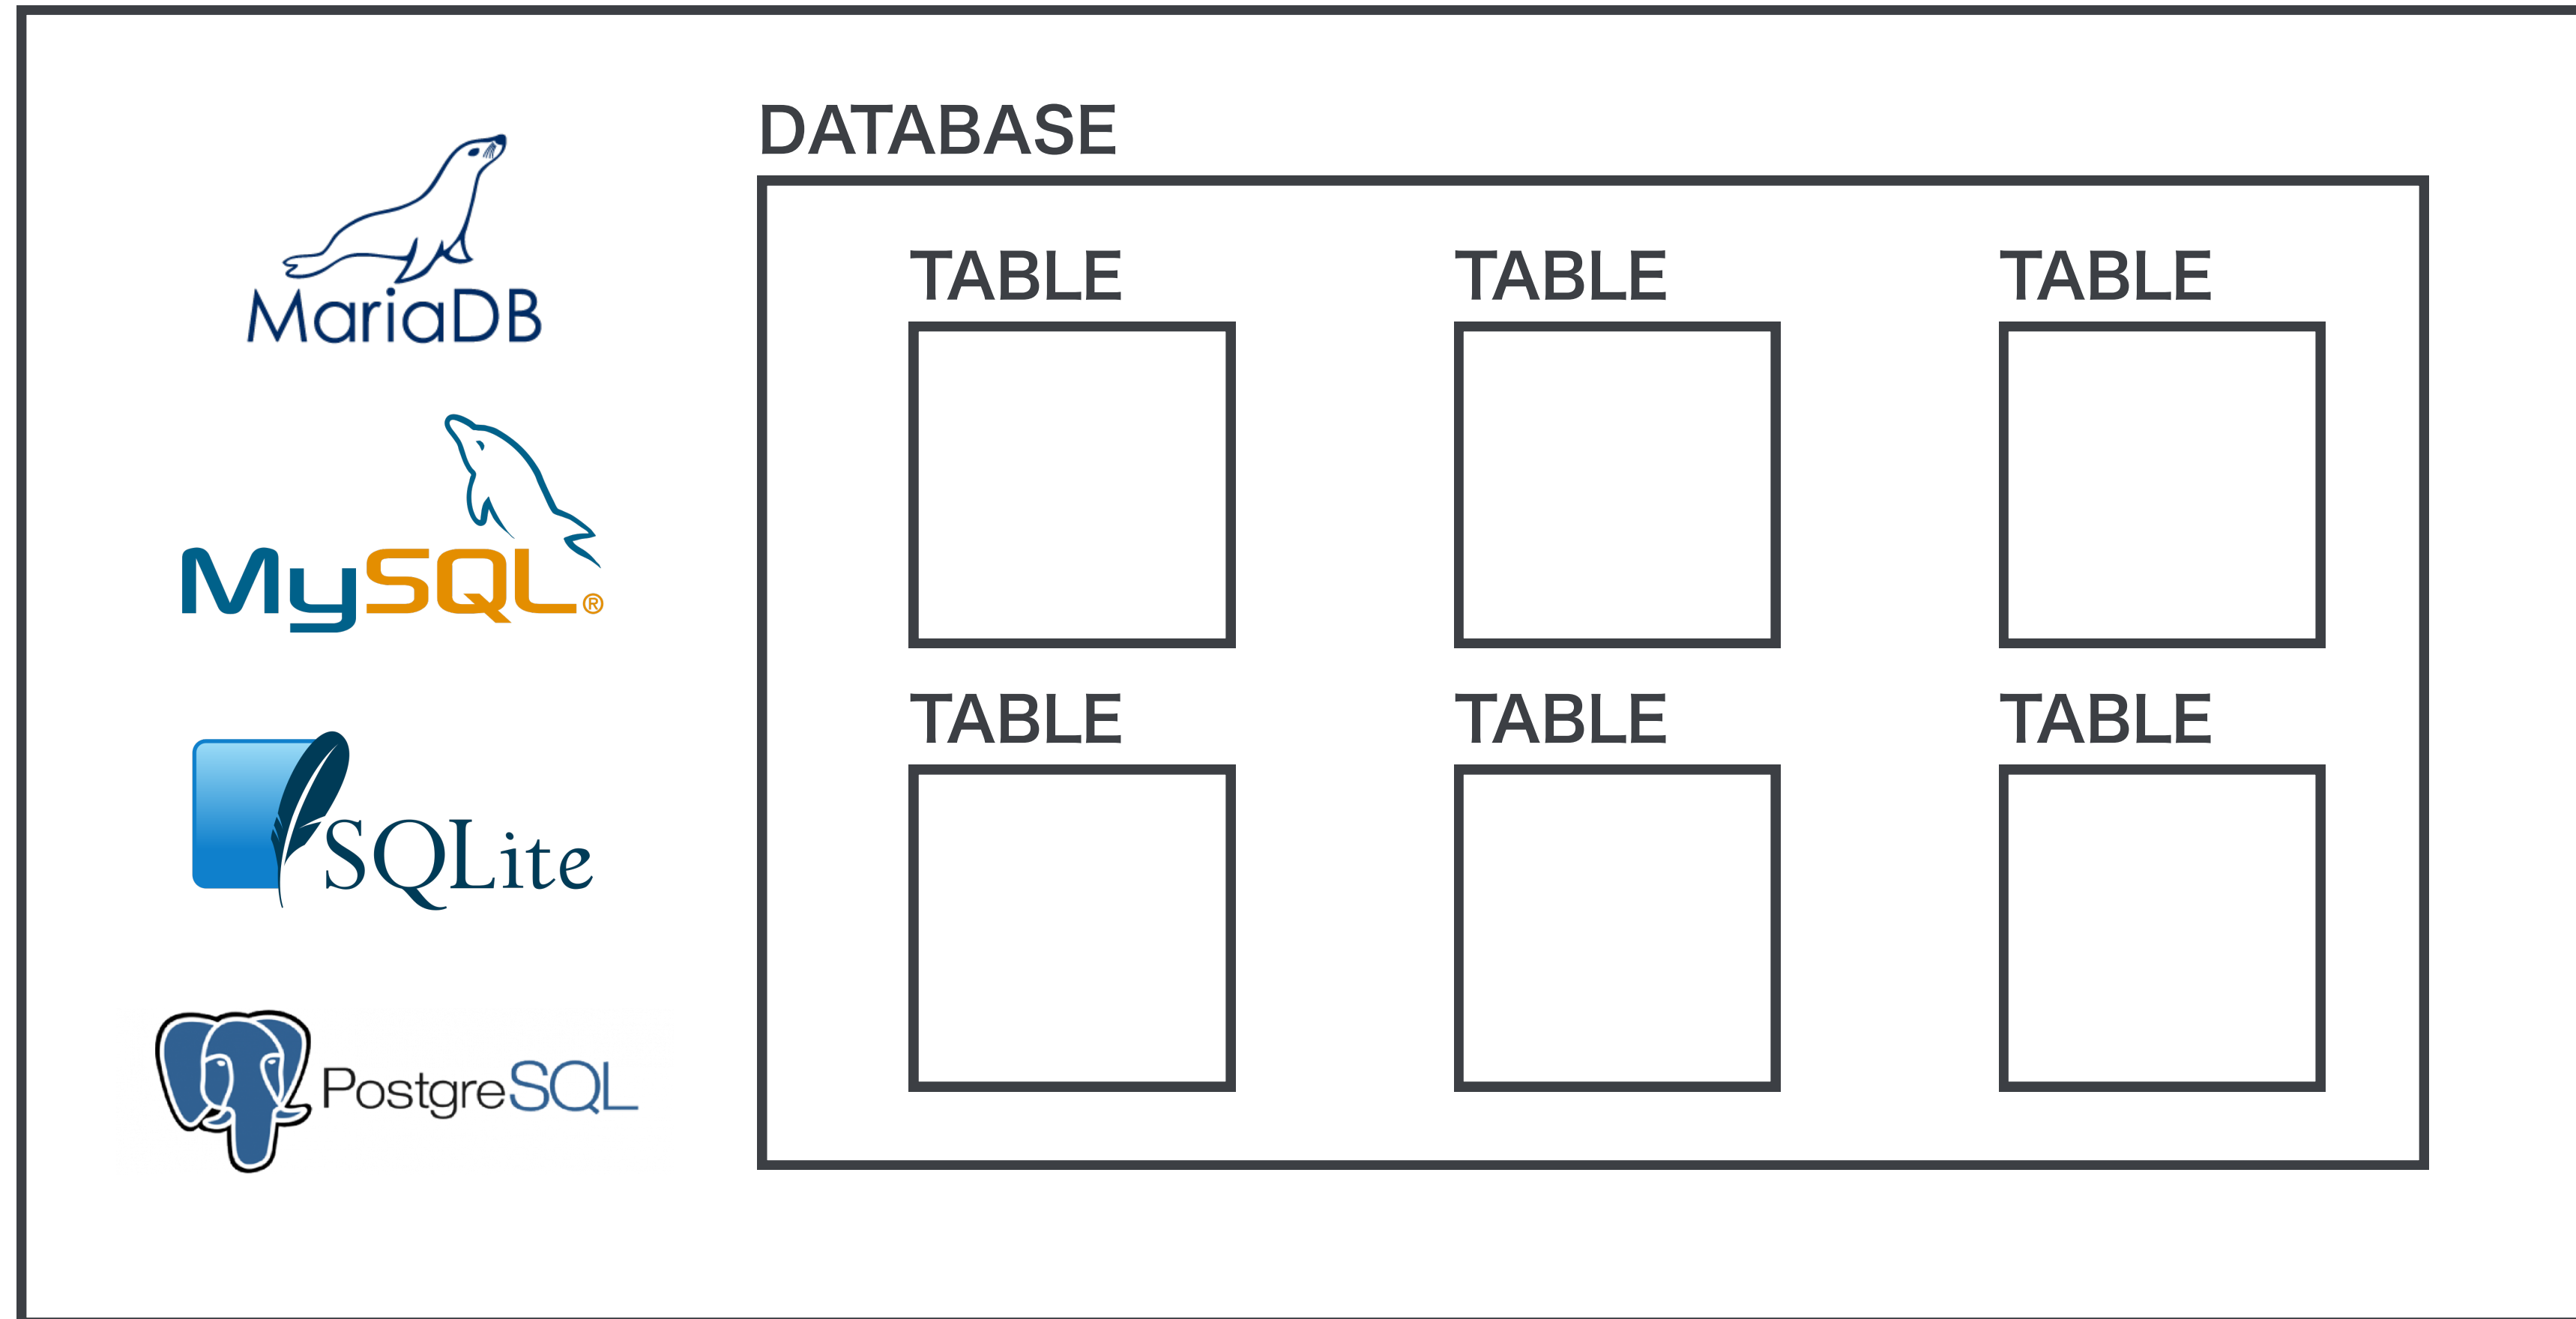 MariaDB
MySQL®
SQLite
PostgreSQL
DATABASE
TABLE TABLE TABLE
TABLE TABLE TABLE